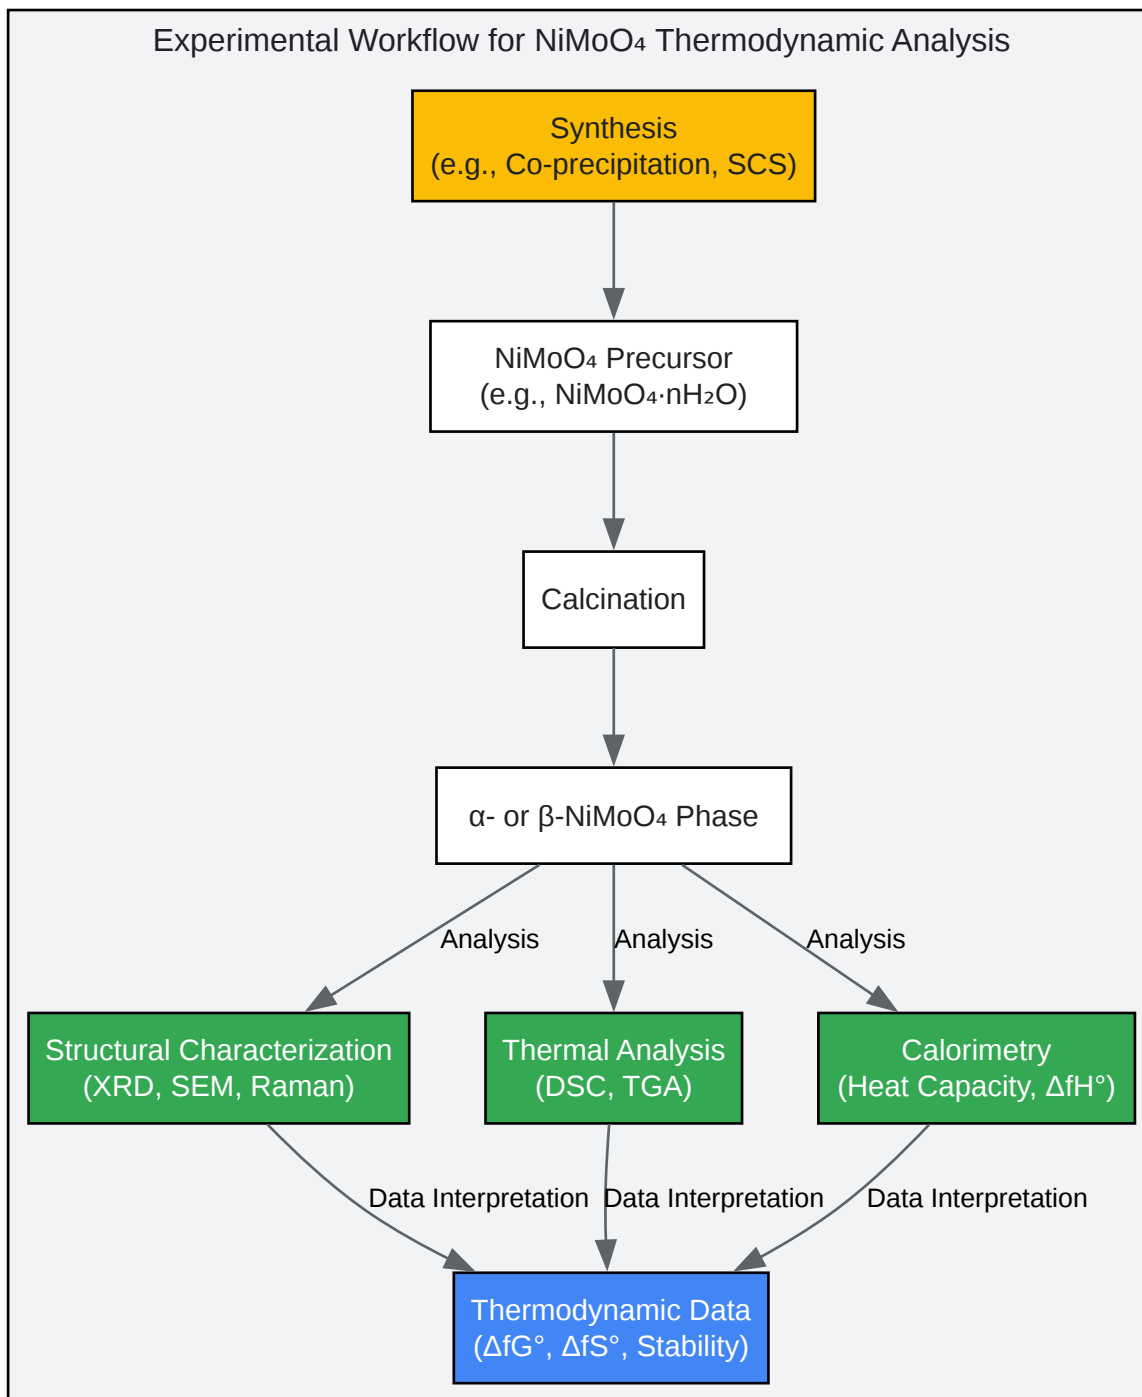 Experimental Workflow for NiMoO₄ Thermodynamic Analysis
Synthesis
(e.g., Co-precipitation, SCS)
NiMoO₄ Precursor
(e.g., NiMoO₄·nH₂O)
Calcination
α- or β-NiMoO₄ Phase
Analysis
Analysis
Analysis
Structural Characterization
(XRD, SEM, Raman)
Thermal Analysis
(DSC, TGA)
Calorimetry
(Heat Capacity, ΔfH°)
Data Interpretation
Data Interpretation
Data Interpretation
Thermodynamic Data
(ΔfG°, ΔfS°, Stability)